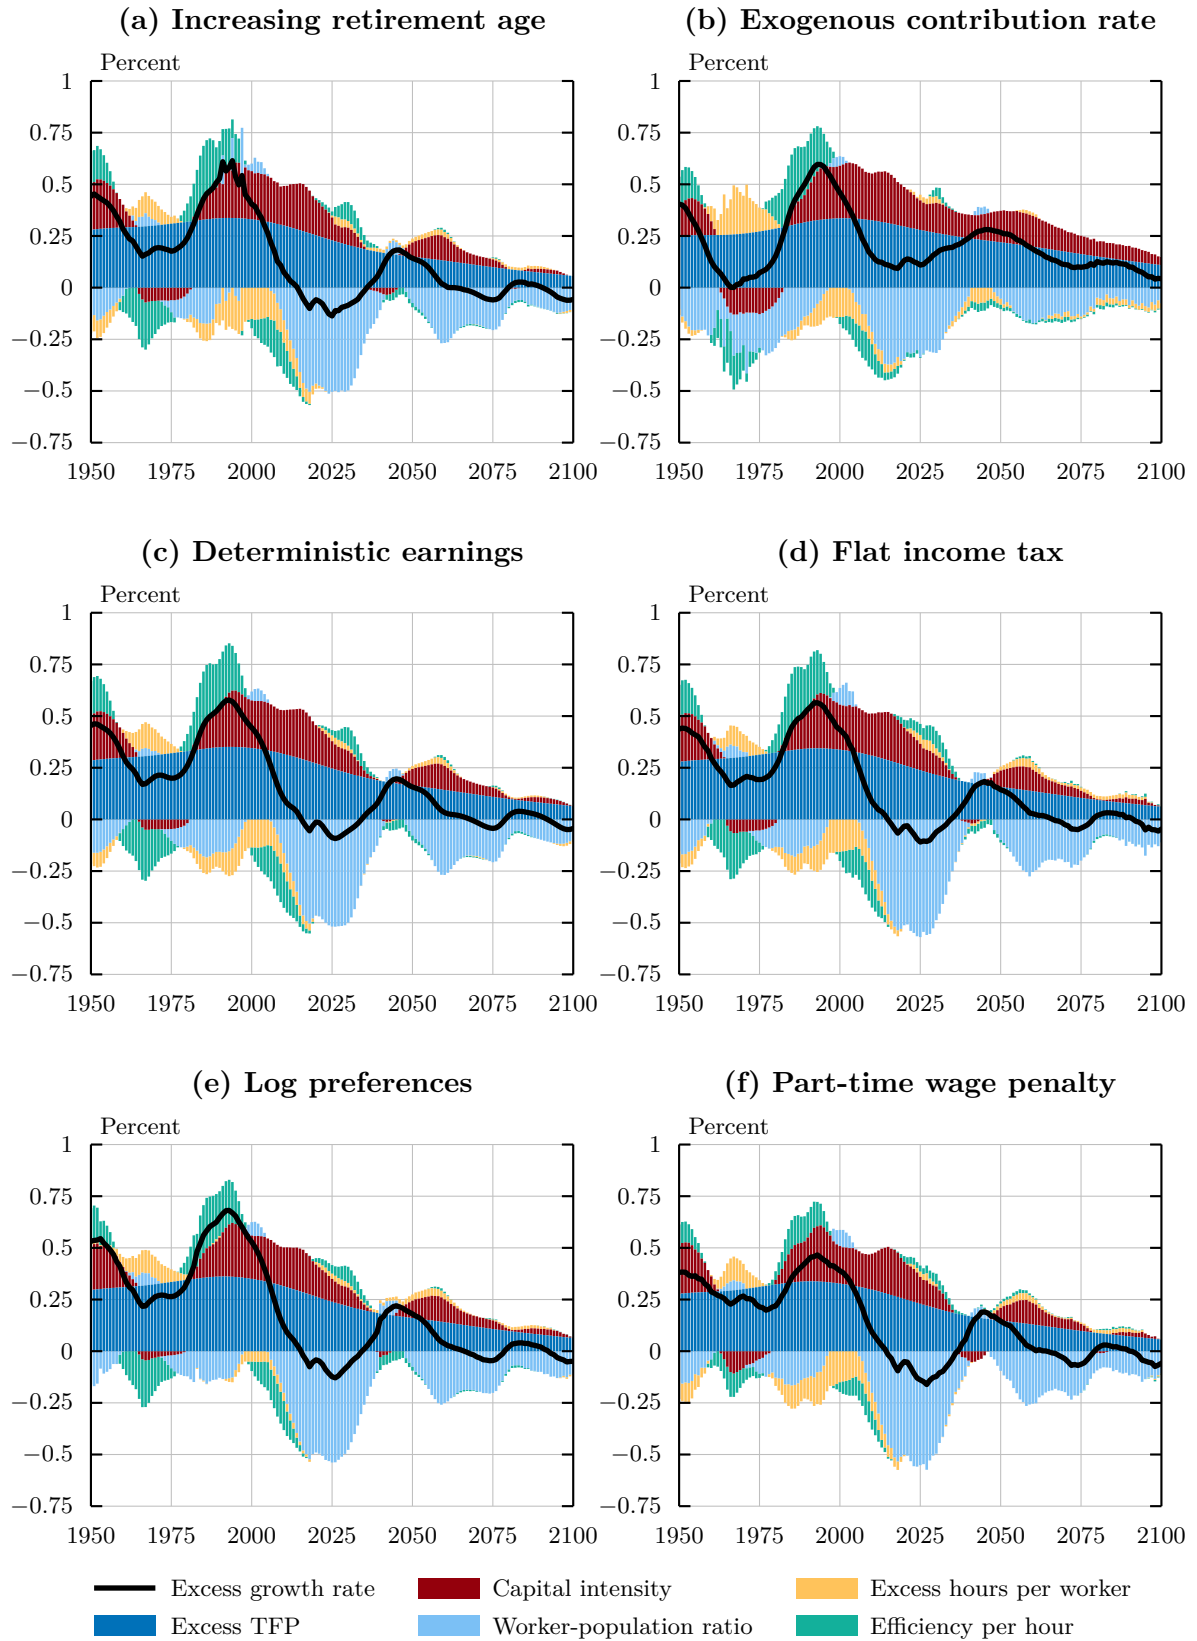 (a) Increasing retirement age
(b) Exogenous contribution rate
Percent
Percent
1
0.75
0.5
0.25
0
−0.25
−0.5
−0.75
1950 1975 2000 2025 2050 2075 2100
1
0.75
0.5
0.25
0
−0.25
−0.5
−0.75
1950 1975 2000 2025 2050 2075 2100
(c) Deterministic earnings
(d) Flat income tax
Percent
Percent
1
0.75
0.5
0.25
0
−0.25
−0.5
−0.75
1950 1975 2000 2025 2050 2075 2100
1
0.75
0.5
0.25
0
−0.25
−0.5
−0.75
1950 1975 2000 2025 2050 2075 2100
(e) Log preferences
(f) Part-time wage penalty
Percent
Percent
1
0.75
0.5
0.25
0
−0.25
−0.5
−0.75
1950 1975 2000 2025 2050 2075 2100
1
0.75
0.5
0.25
0
−0.25
−0.5
−0.75
1950 1975 2000 2025 2050 2075 2100
Excess growth rate
Capital intensity
Excess hours per worker
Excess TFP
Worker-population ratio
Efficiency per hour